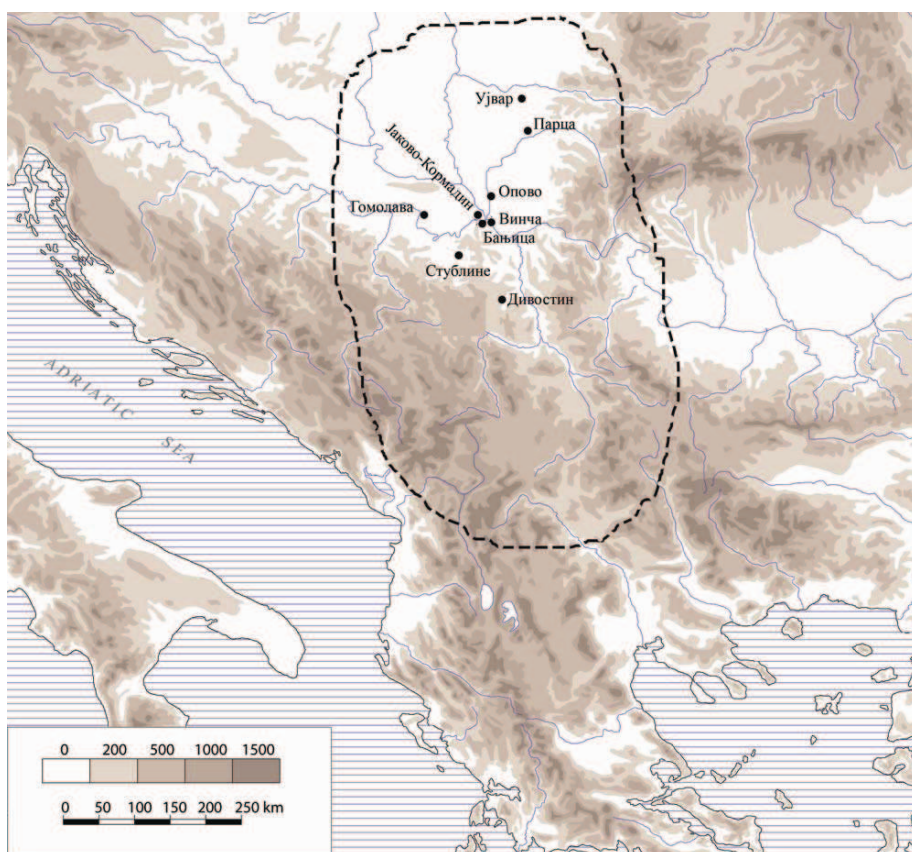 Ујвар
Парца
Јаково-Кормадин
Опово
Гомолава
Винча
Бањица
Стублине
Дивостин
ADRIATIC
SEA
0 200 500 1000 1500
0 50 100 150 200 250 km